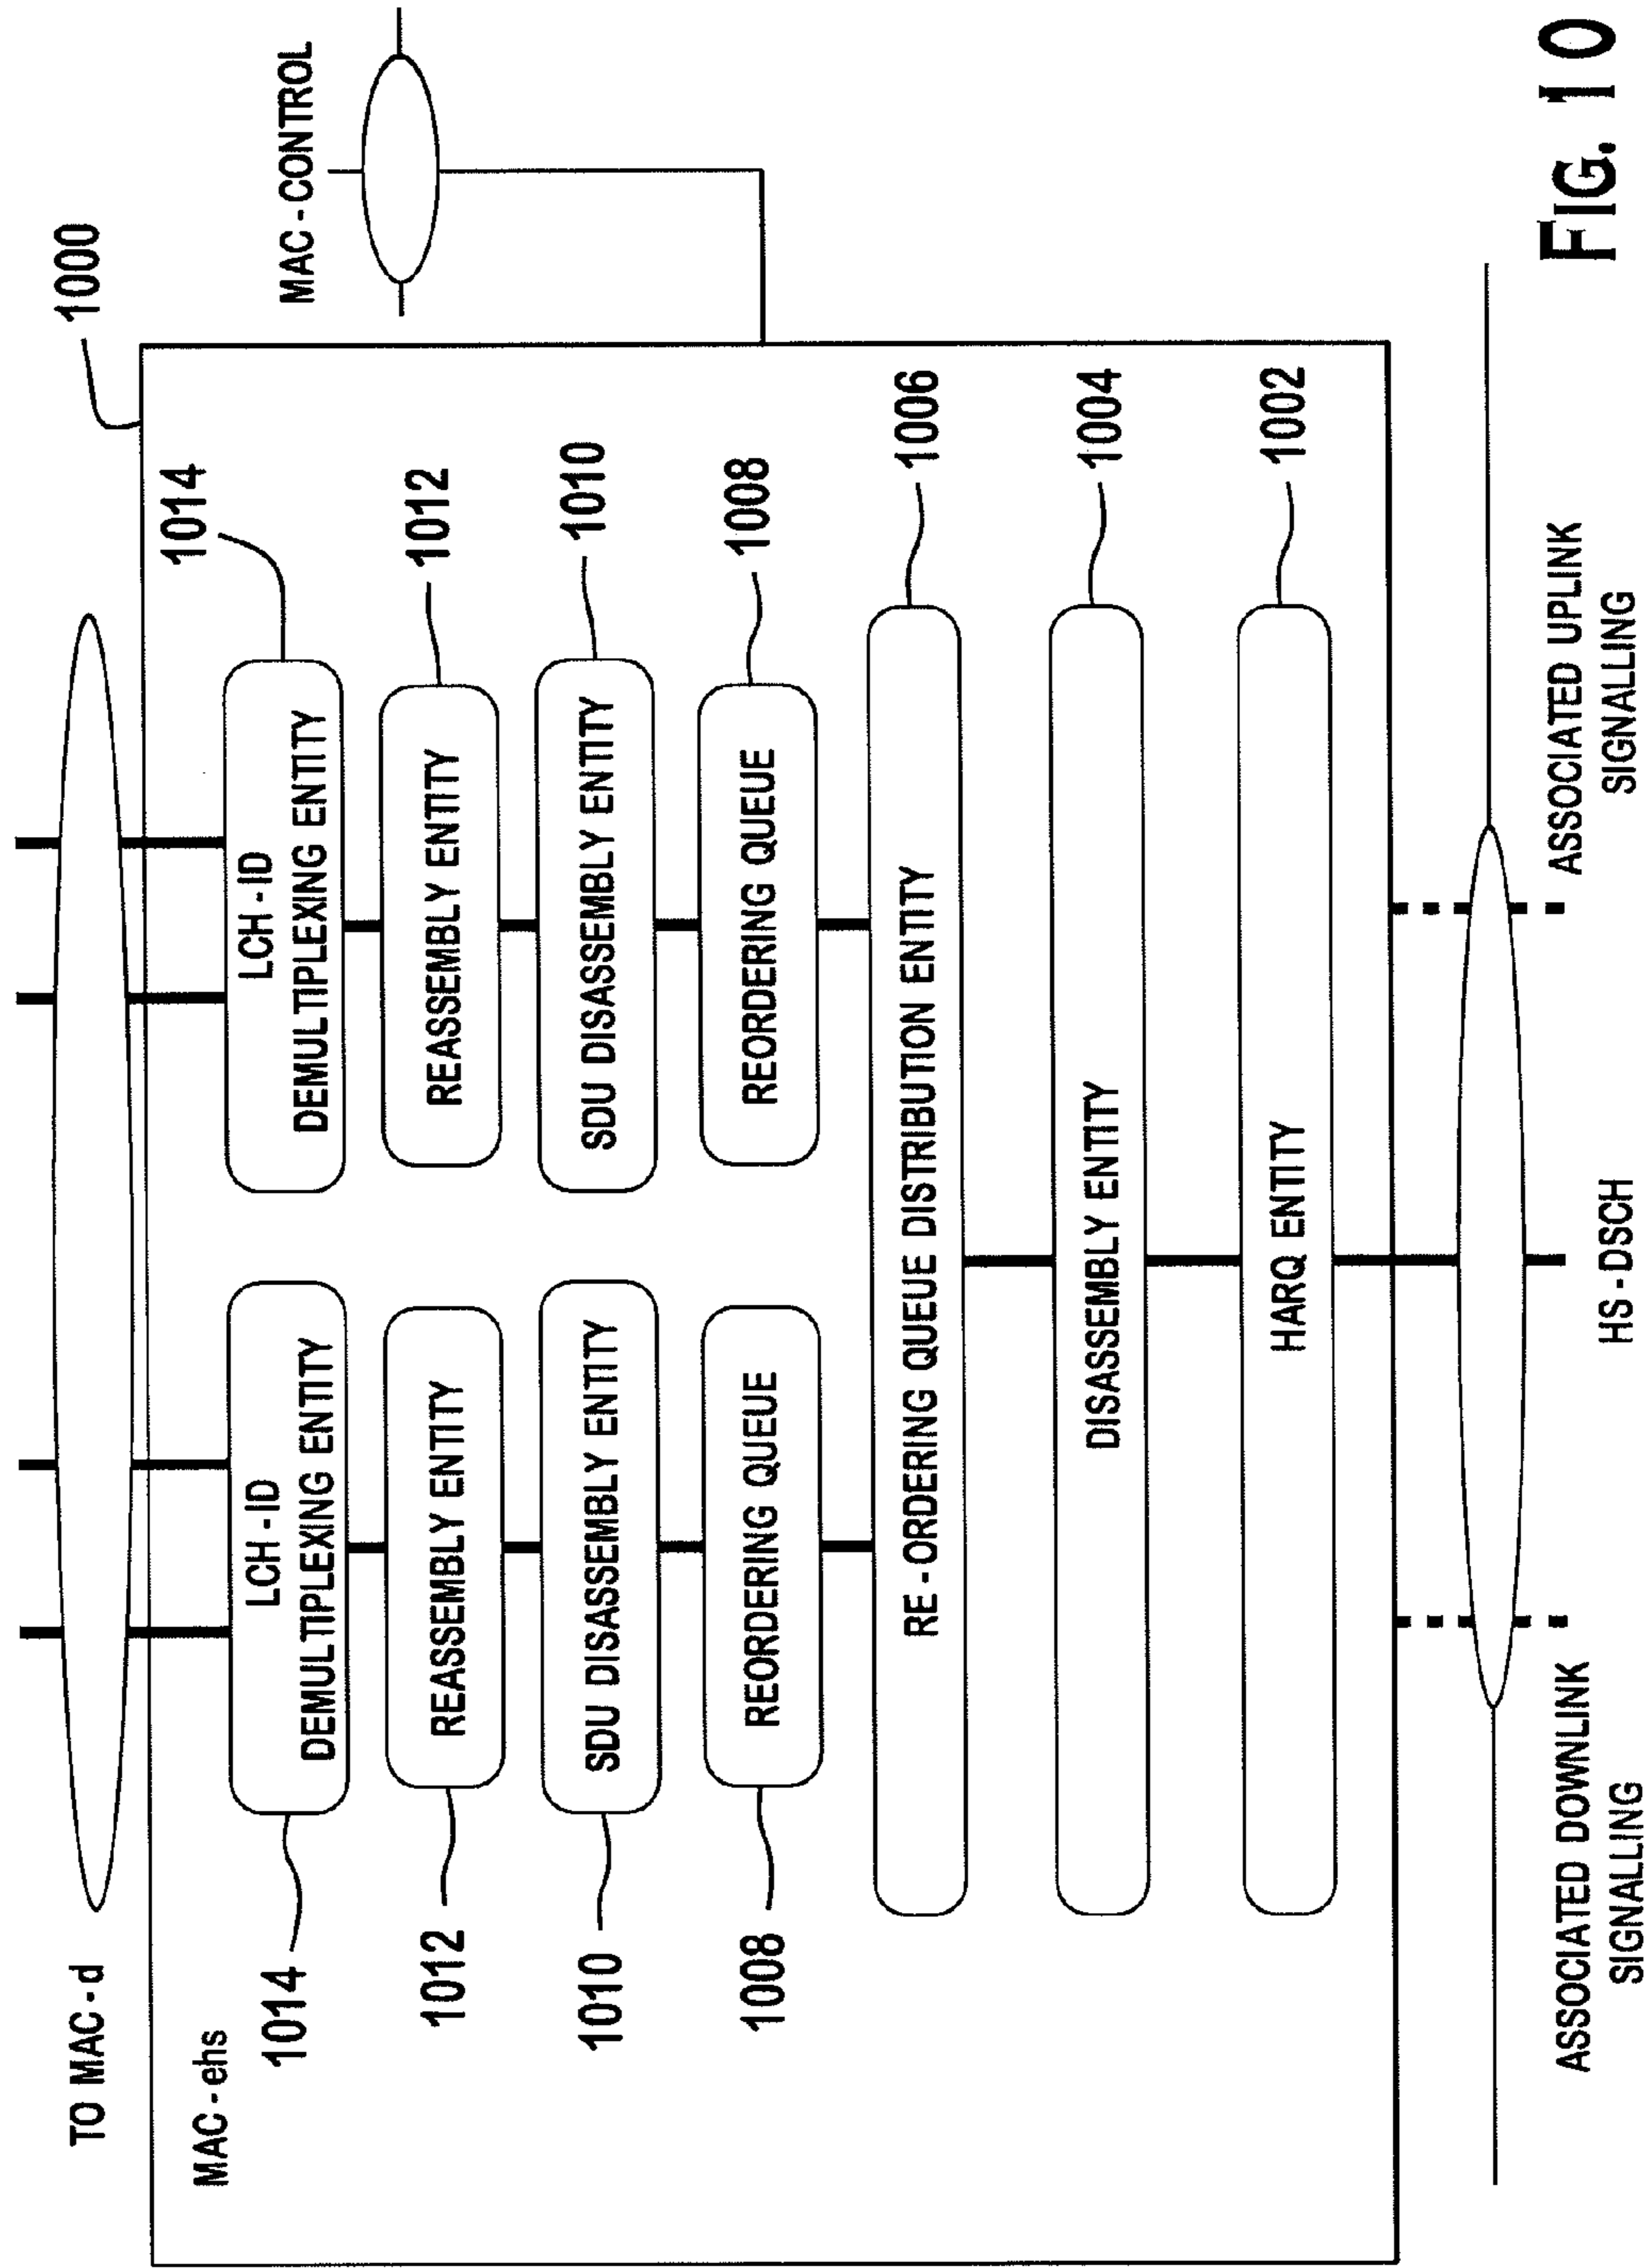 TO MAC-d
1000
MAC-CONTROL
MAC-ehs
1014
LCH-ID
DEMULTIPLEXING ENTITY
LCH-ID
DEMULTIPLEXING ENTITY
1014
1012
REASSEMBLY ENTITY
REASSEMBLY ENTITY
1012
1010
SDU DISASSEMBLY ENTITY
SDU DISASSEMBLY ENTITY
1010
1008
REORDERING QUEUE
REORDERING QUEUE
1008
RE-ORDERING QUEUE DISTRIBUTION ENTITY
1006
DISASSEMBLY ENTITY
1004
HARQ ENTITY
1002
ASSOCIATED DOWNLINK
SIGNALLING
HS-DSCH
ASSOCIATED UPLINK
SIGNALLING
FIG. 10